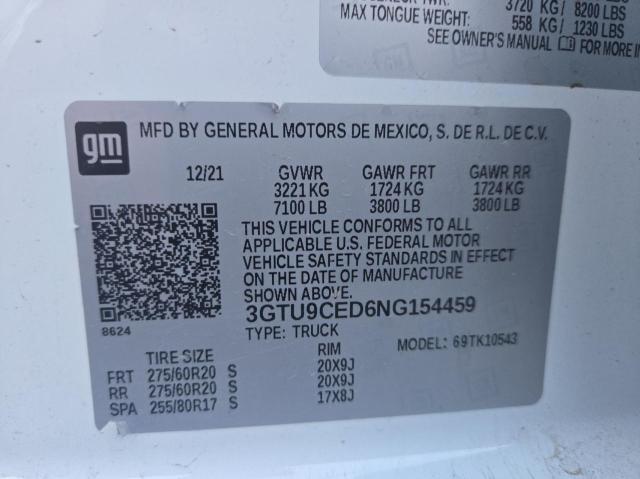 3720 KG/ 8200 LBS
MAX TONGUE WEIGHT: 558 KG/ 1230 LBS
SEE OWNER'S MANUAL FOR MORE
gm
MFD BY GENERAL MOTORS DE MEXICO, S. DE R.L. DE C.V.
12/21 GVWR GAWR FRT GAWR RR
3221 KG 1724 KG 1724 KG
7100 LB 3800 LB 3800 LB
THIS VEHICLE CONFORMS TO ALL
APPLICABLE U.S. FEDERAL MOTOR
VEHICLE SAFETY STANDARDS IN EFFECT
ON THE DATE OF MANUFACTURE
SHOWN ABOVE.
8624
3GTU9CED6NG154459
TYPE: TRUCK
MODEL: 69TK10543
TIRE SIZE RIM
FRT 275/60R20 S 20X9J
RR 275/60R20 S 20X9J
SPA 255/80R17 S 17X8J